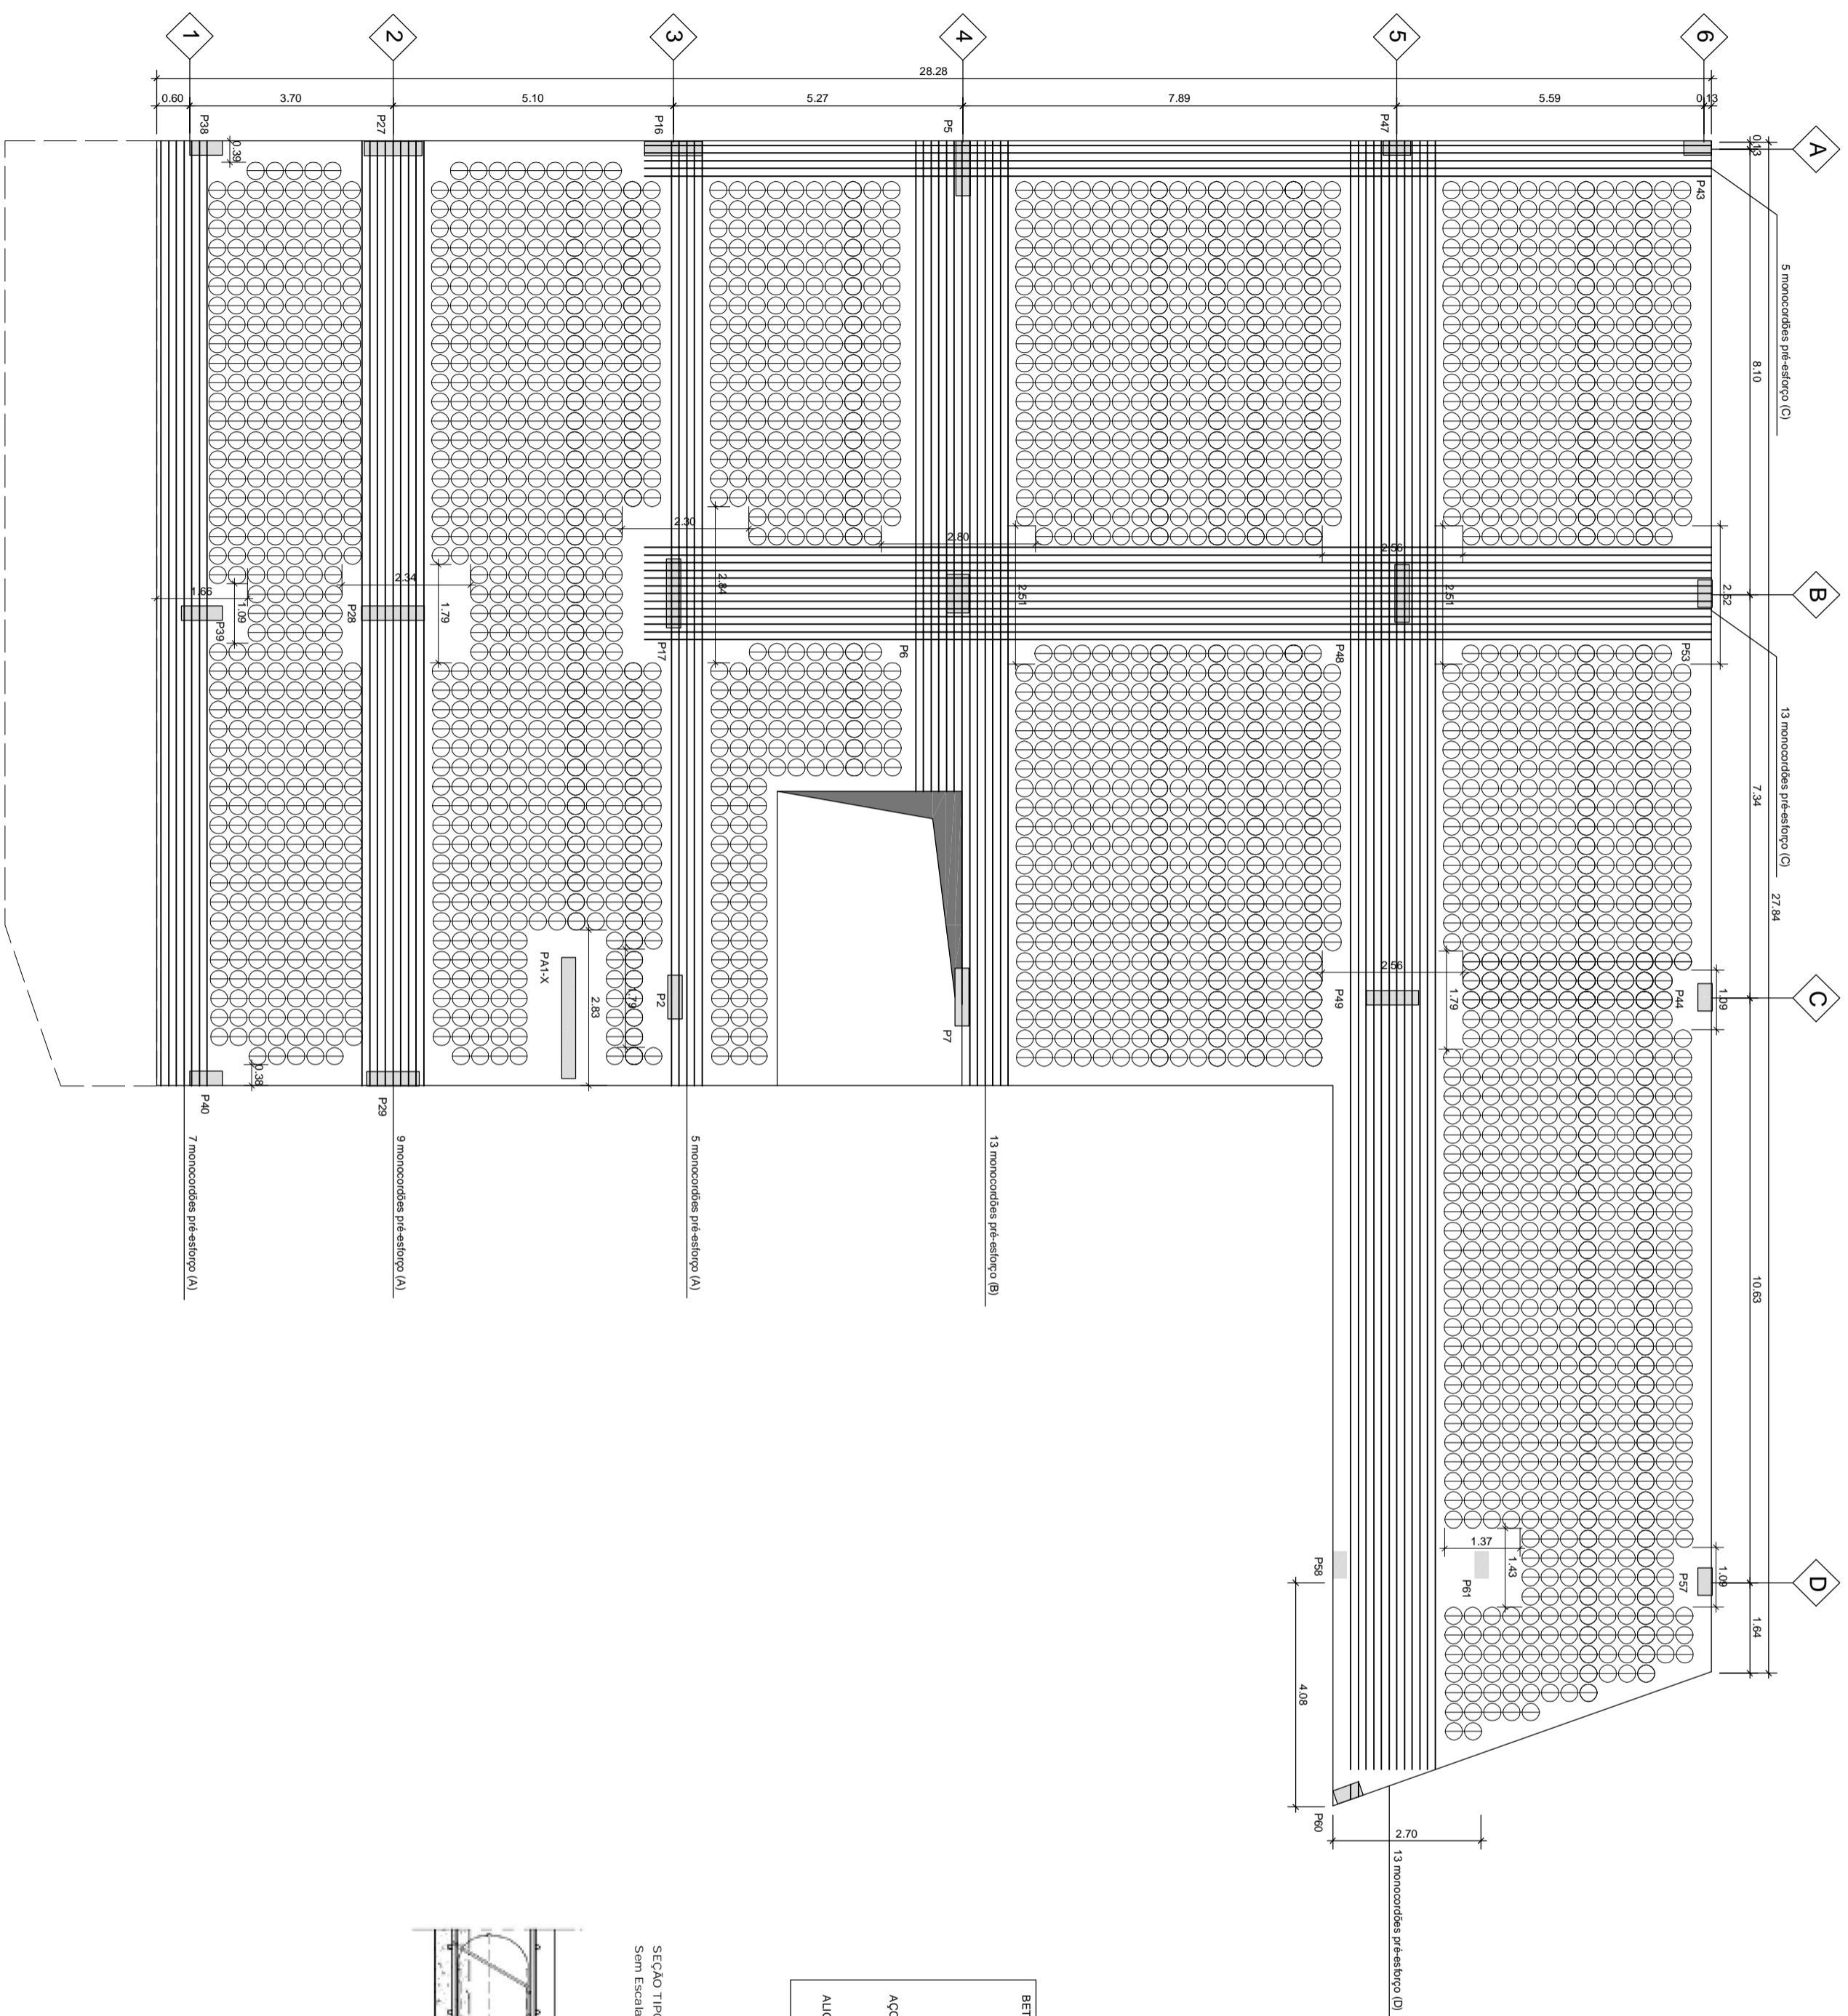 1
2
3
4
5
6
28.28
0.60
3.70
5.10
5.27
7.89
5.59
0.13
P38
P27
P16
P5
P47
0.13
A
0.39
P43
5 monocordões pré-esforço (C)
8.10
2.30
2.80
2.56
2.34
1.66
1.09
1.79
2.84
2.51
2.51
2.52
B
P28
P39
P17
P6
P48
P53
13 monocordões pré-esforço (C)
7.34
27.84
PA1-X
2.83
1.79
P2
P7
2.56
P49
1.79
P44
1.09
C
0.38
P40
P29
7 monocordões pré-esforço (A)
9 monocordões pré-esforço (A)
5 monocordões pré-esforço (A)
13 monocordões pré-esforço (B)
10.63
P58
1.37
1.43
P61
P57
1.09
D
1.64
4.08
P60
2.70
13 monocordões pré-esforço (D)
SEÇÃO TIPO
Sem Escala
BET
AÇO
ALIG